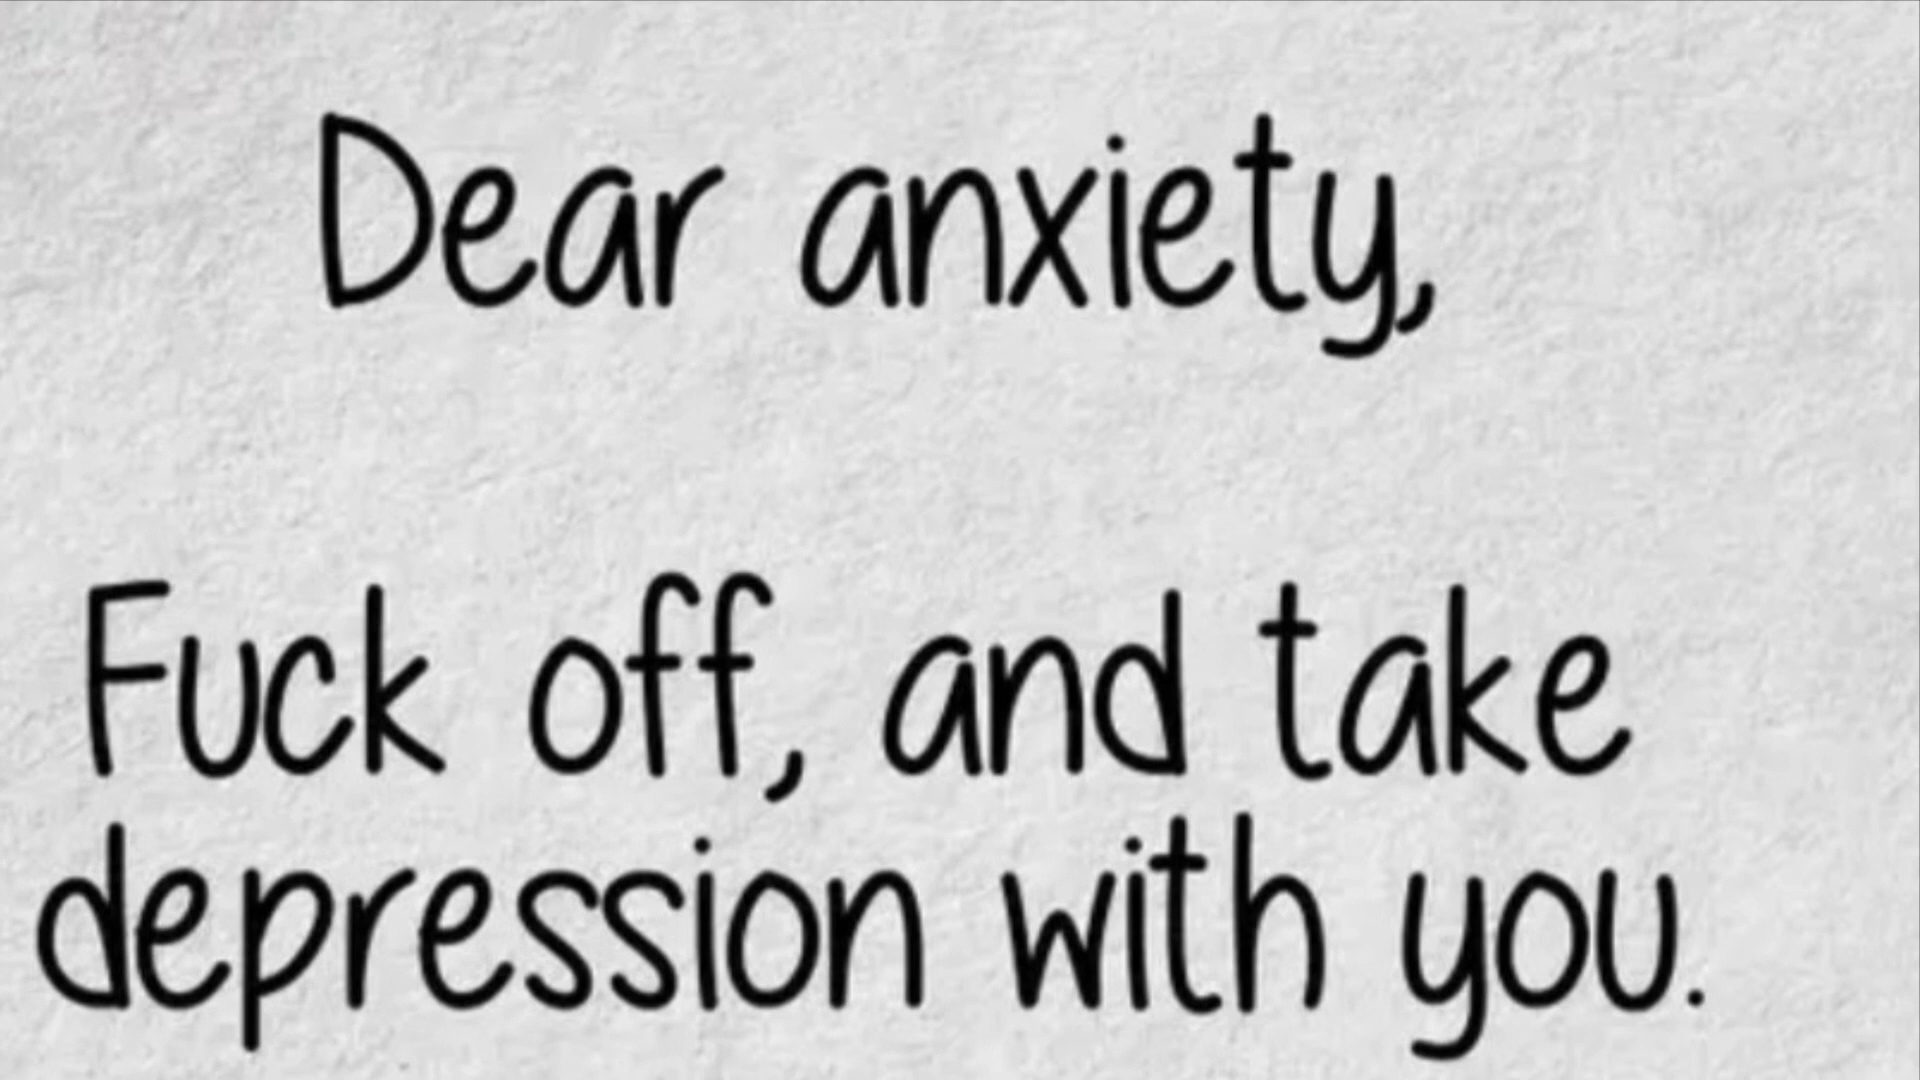 Dear anxiety,
Fuck off, and take
depression with you.